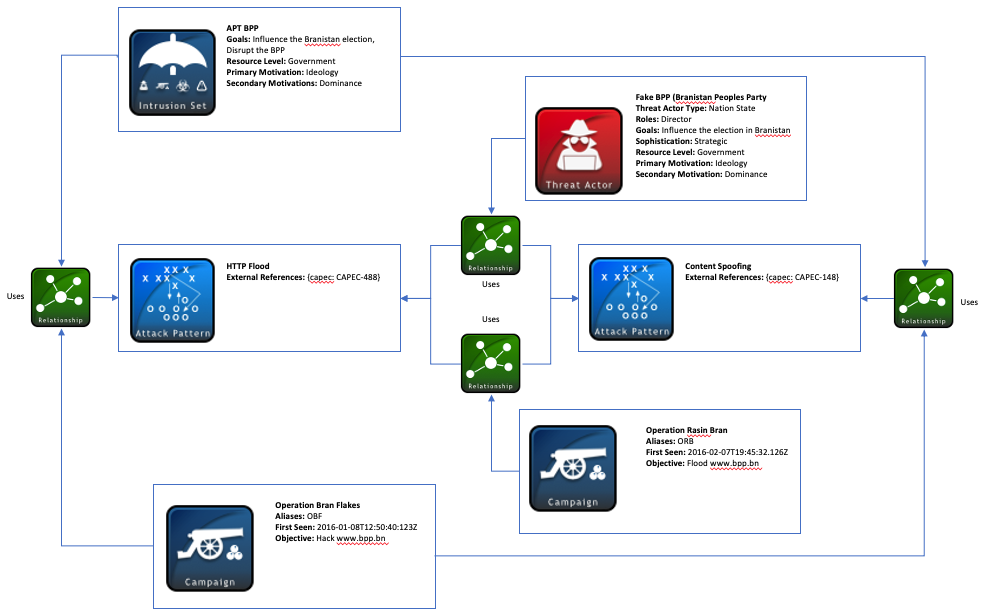 APT BPP
Goals: Influence the Branistan election,
Disrupt the BPP
Resource Level: Government
Primary Motivation: Ideology
Secondary Motivations: Dominance
Intrusion Set
Fake BPP (Branistan Peoples Party
Threat Actor Type: Nation State
Roles: Director
Goals: Influence the election in Branistan
Sophistication: Strategic
Resource Level: Government
Primary Motivation: Ideology
Secondary Motivation: Dominance
Threat Actor
Relationship
Uses
HTTP Flood
External References: {capec: CAPEC-488}
X X X
X X X X
X
O
O O O O O
O O O
Attack Pattern
Content Spoofing
External References: {capec: CAPEC-148}
X X X
X X X X
X
O
O O O O O
O O O
Attack Pattern
Uses
Relationship
Relationship
Uses
Uses
Relationship
Operation Rasin Bran
Aliases: ORB
First Seen: 2016-02-07T19:45:32.126Z
Objective: Flood www.bpp.bn
Campaign
Operation Bran Flakes
Aliases: OBF
First Seen: 2016-01-08T12:50:40:123Z
Objective: Hack www.bpp.bn
Campaign